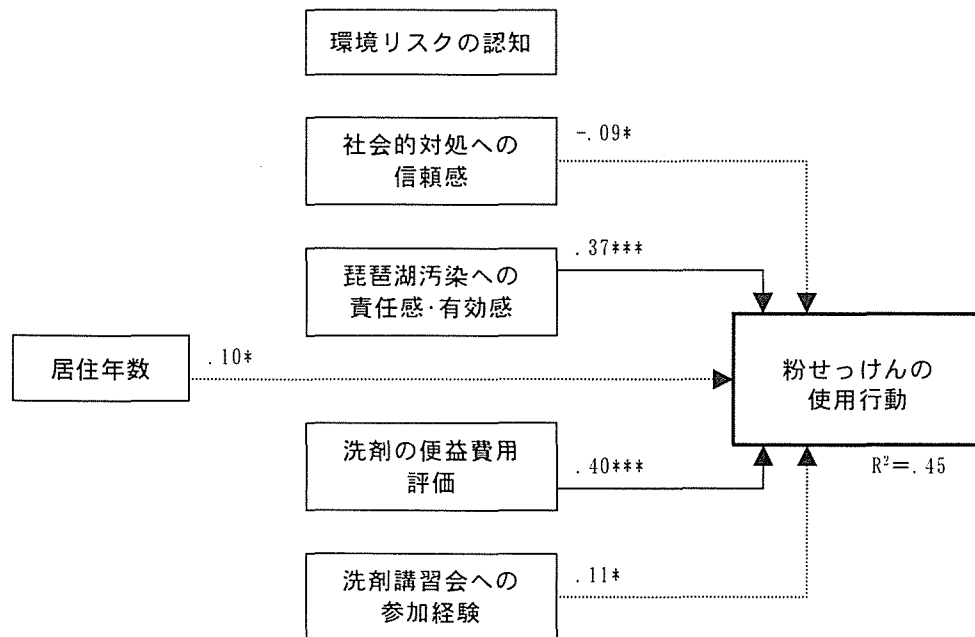 環境リスクの認知
社会的対処への
信頼感
-.09*
琵琶湖汚染への
責任感・有効感
.37***
居住年数
.10*
粉せっけんの
使用行動
洗剤の便益費用
評価
.40***
R²=.45
洗剤講習会への
参加経験
.11*